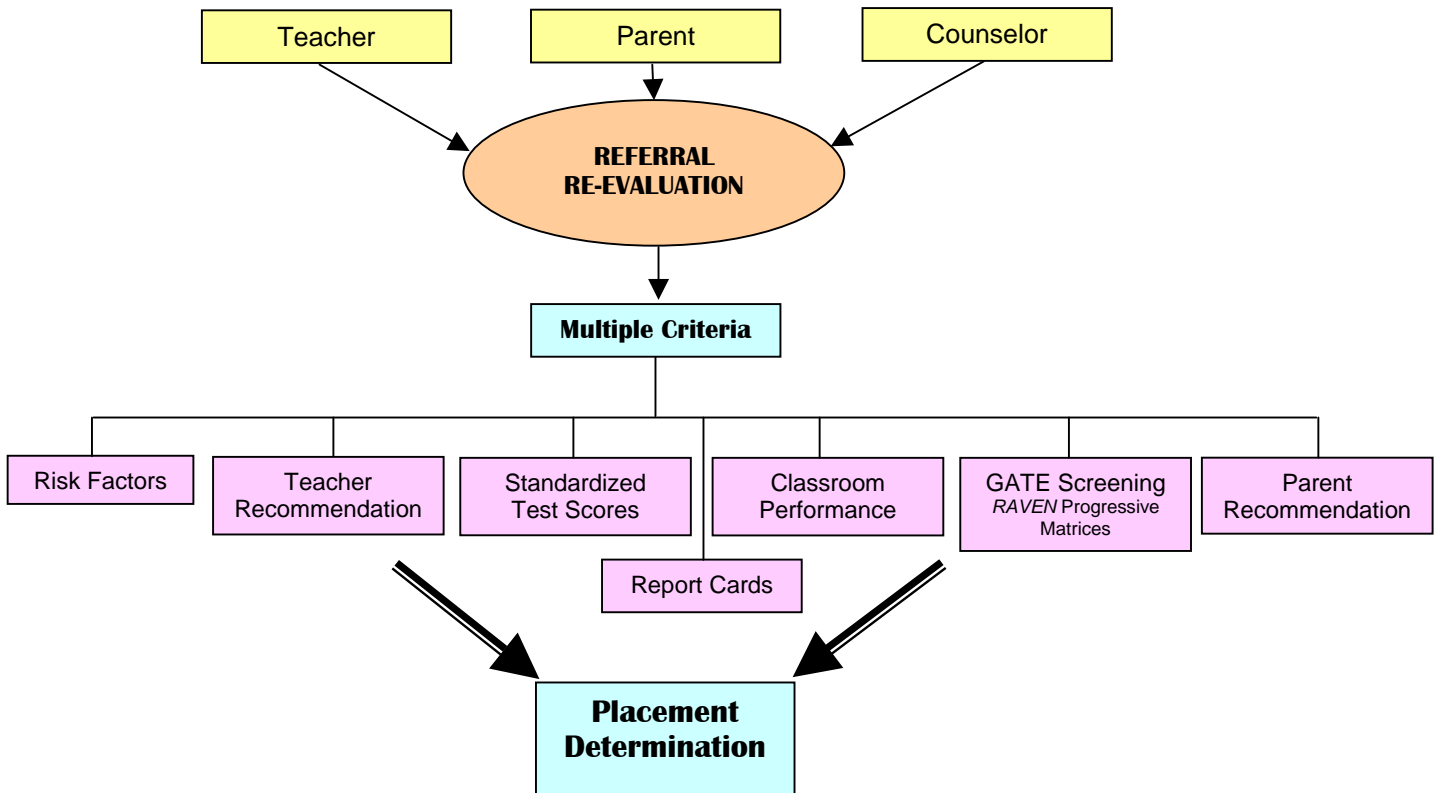 Teacher
Parent
Counselor
REFERRAL
RE-EVALUATION
Multiple Criteria
Risk Factors
Teacher
Recommendation
Standardized
Test Scores
Report Cards
Classroom
Performance
GATE Screening
RAVEN Progressive
Matrices
Parent
Recommendation
Placement
Determination